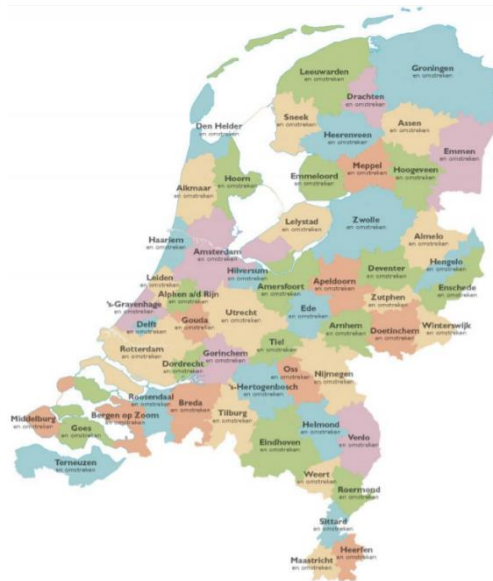 Groningen
en omstreken
Leeuwarden
en omstreken
Drachten
en omstreken
Sneek
en omstreken
Assen
en omstreken
Den Helder
en omstreken
Heerenveen
en omstreken
Emmen
en omstreken
Meppel
en omstreken
Hoogeveen
en omstreken
Emmeloord
en omstreken
Hoorn
en omstreken
Alkmaar
en omstreken
Lelystad
en omstreken
Zwolle
en omstreken
Almelo
en omstreken
Haarlem
en omstreken
Amsterdam
en omstreken
Hengelo
en omstreken
Deventer
en omstreken
Hilversum
en omstreken
Leiden
en omstreken
Amersfoort
en omstreken
Apeldoorn
en omstreken
Enschede
en omstreken
Alphen a/d Rijn
en omstreken
Zutphen
en omstreken
's-Gravenhage
en omstreken
Utrecht
en omstreken
Ede
en omstreken
Gouda
en omstreken
Delft
en omstreken
Arnhem
en omstreken
Doetinchem
en omstreken
Winterswijk
en omstreken
Tiel
en omstreken
Rotterdam
en omstreken
Gorinchem
en omstreken
Dordrecht
en omstreken
Oss
en omstreken
Nijmegen
en omstreken
's-Hertogenbosch
en omstreken
Roosendaal
en omstreken
Breda
en omstreken
Tilburg
en omstreken
Bergen op Zoom
en omstreken
Middelburg
en omstreken
Goes
en omstreken
Helmond
en omstreken
Venlo
en omstreken
Eindhoven
en omstreken
Terneuzen
en omstreken
Weert
en omstreken
Roermond
en omstreken
Sittard
en omstreken
Heerlen
en omstreken
Maastricht
en omstreken